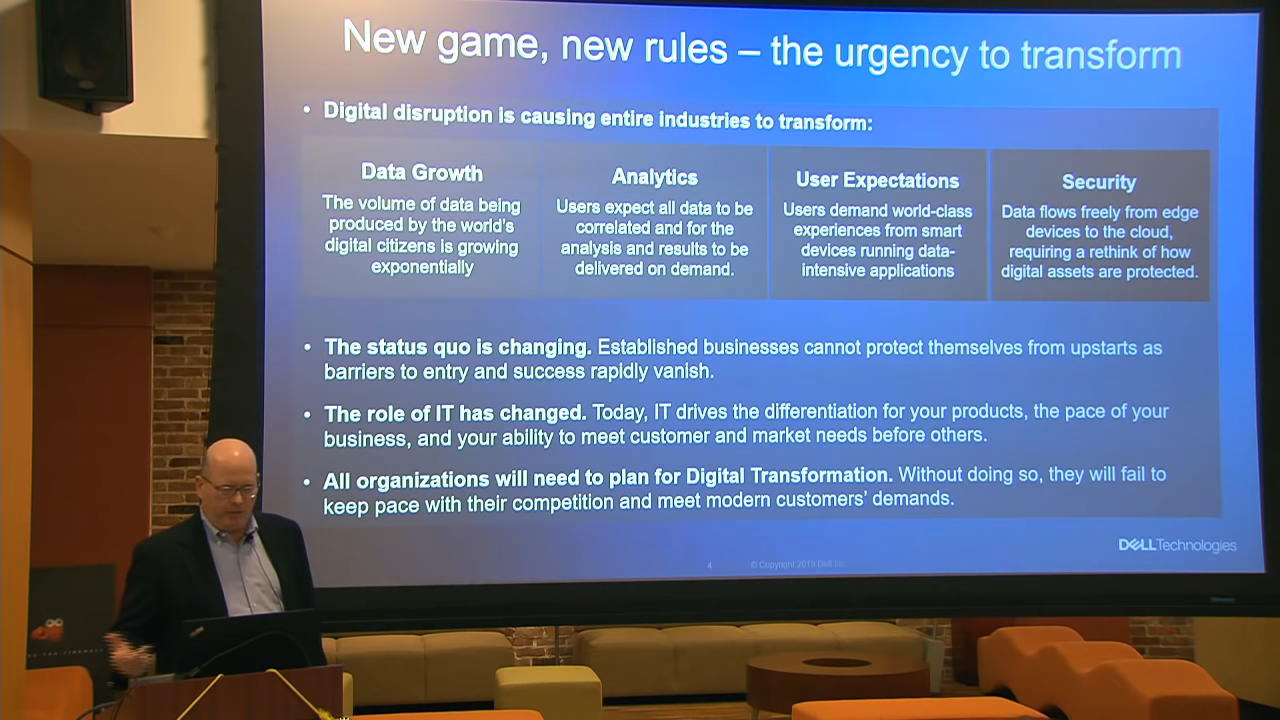 New game, new rules – the urgency to transform
• Digital disruption is causing entire industries to transform:
Data Growth
The volume of data being
produced by the world's
digital citizens is growing
exponentially
Analytics
Users expect all data to be
correlated and for the
analysis and results to be
delivered on demand.
User Expectations
Users demand world-class
experiences from smart
devices running data-
intensive applications
Security
Data flows freely from edge
devices to the cloud,
requiring a rethink of how
digital assets are protected.
• The status quo is changing. Established businesses cannot protect themselves from upstarts as
barriers to entry and success rapidly vanish.
• The role of IT has changed. Today, IT drives the differentiation for your products, the pace of your
business, and your ability to meet customer and market needs before others.
• All organizations will need to plan for Digital Transformation. Without doing so, they will fail to
keep pace with their competition and meet modern customers' demands.
DELLTechnologies
4
© Copyright 2019 Dell Inc.